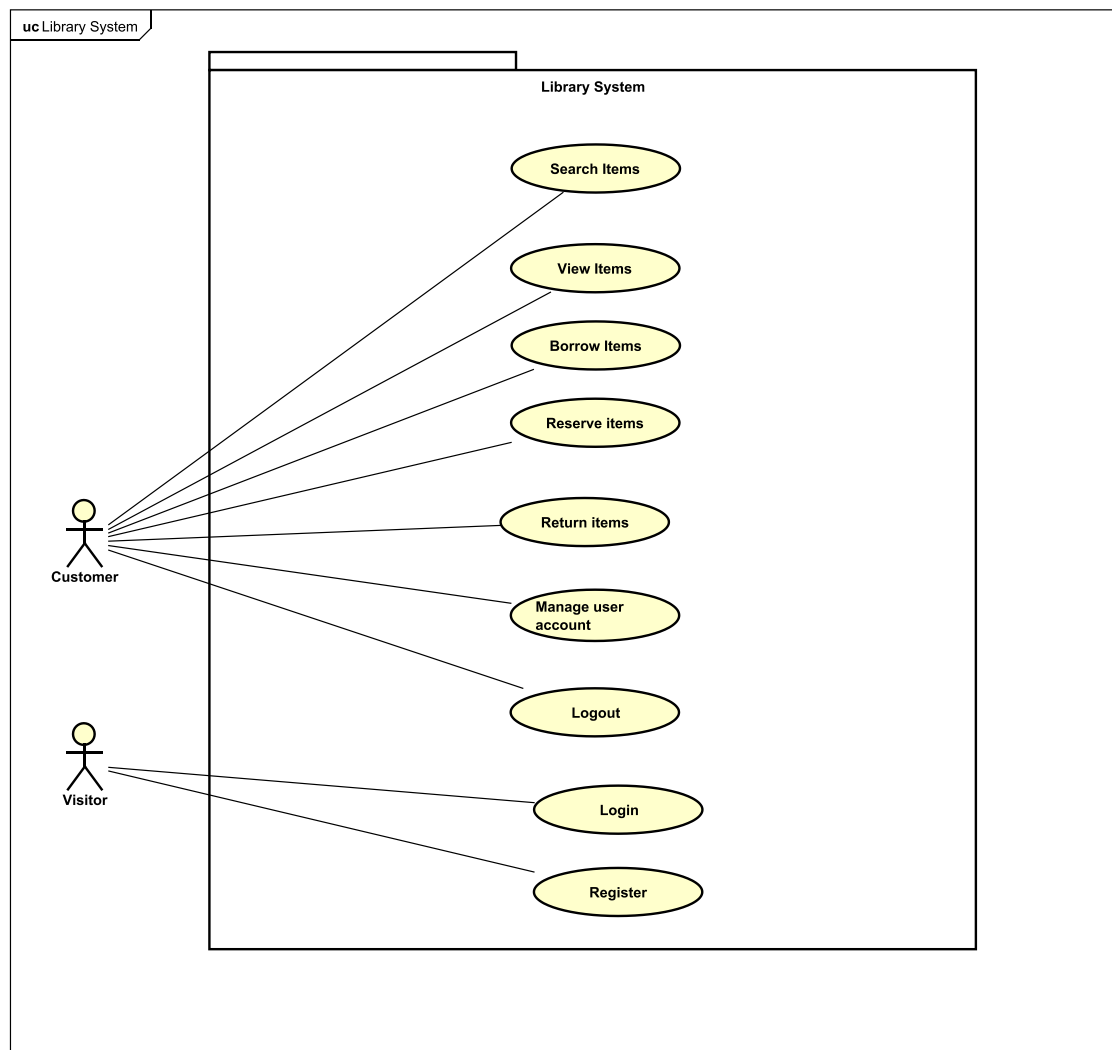 uc Library System
Library System
Search Items
View Items
Borrow Items
Reserve items
Return items
Customer
Manage user
account
Logout
Visitor
Login
Register